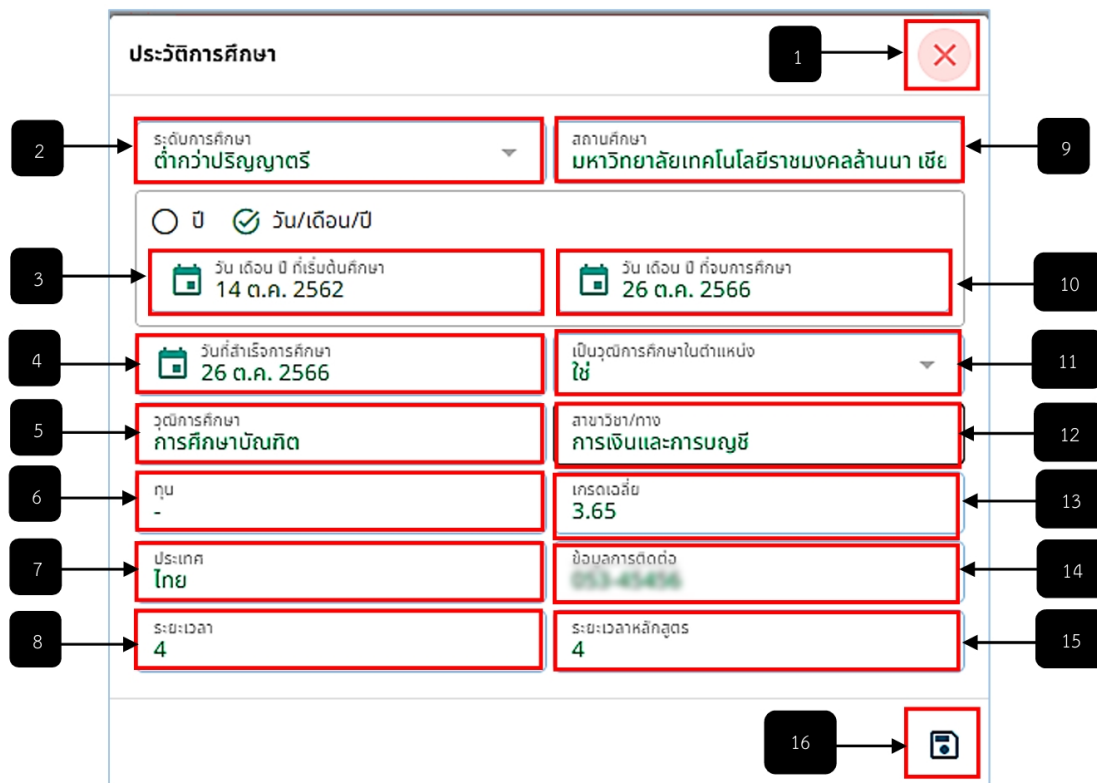 ประวัติการศึกษา
1
2
ระดับการศึกษา
ต่ำกว่าปริญญาตรี
สถานศึกษา
มหาวิทยาลัยเทคโนโลยีราชมงคลล้านนา เชีย
9
ปี
วัน/เดือน/ปี
3
วัน เดือน ปี ที่เริ่มต้นศึกษา
14 ต.ค. 2562
วัน เดือน ปี ที่จบการศึกษา
26 ต.ค. 2566
10
4
วันที่สำเร็จการศึกษา
26 ต.ค. 2566
เป็นวุฒิการศึกษาในตำแหน่ง
ใช่
11
5
วุฒิการศึกษา
การศึกษาบัณฑิต
สาขาวิชา/ทาง
การเงินและการบญชี
12
6
ทุน
-
เกรดเฉลี่ย
3.65
13
7
ประเทศ
ไทย
ข้อมูลการติดต่อ
14
8
ระยะเวลา
4
ระยะเวลาหลักสูตร
4
15
16